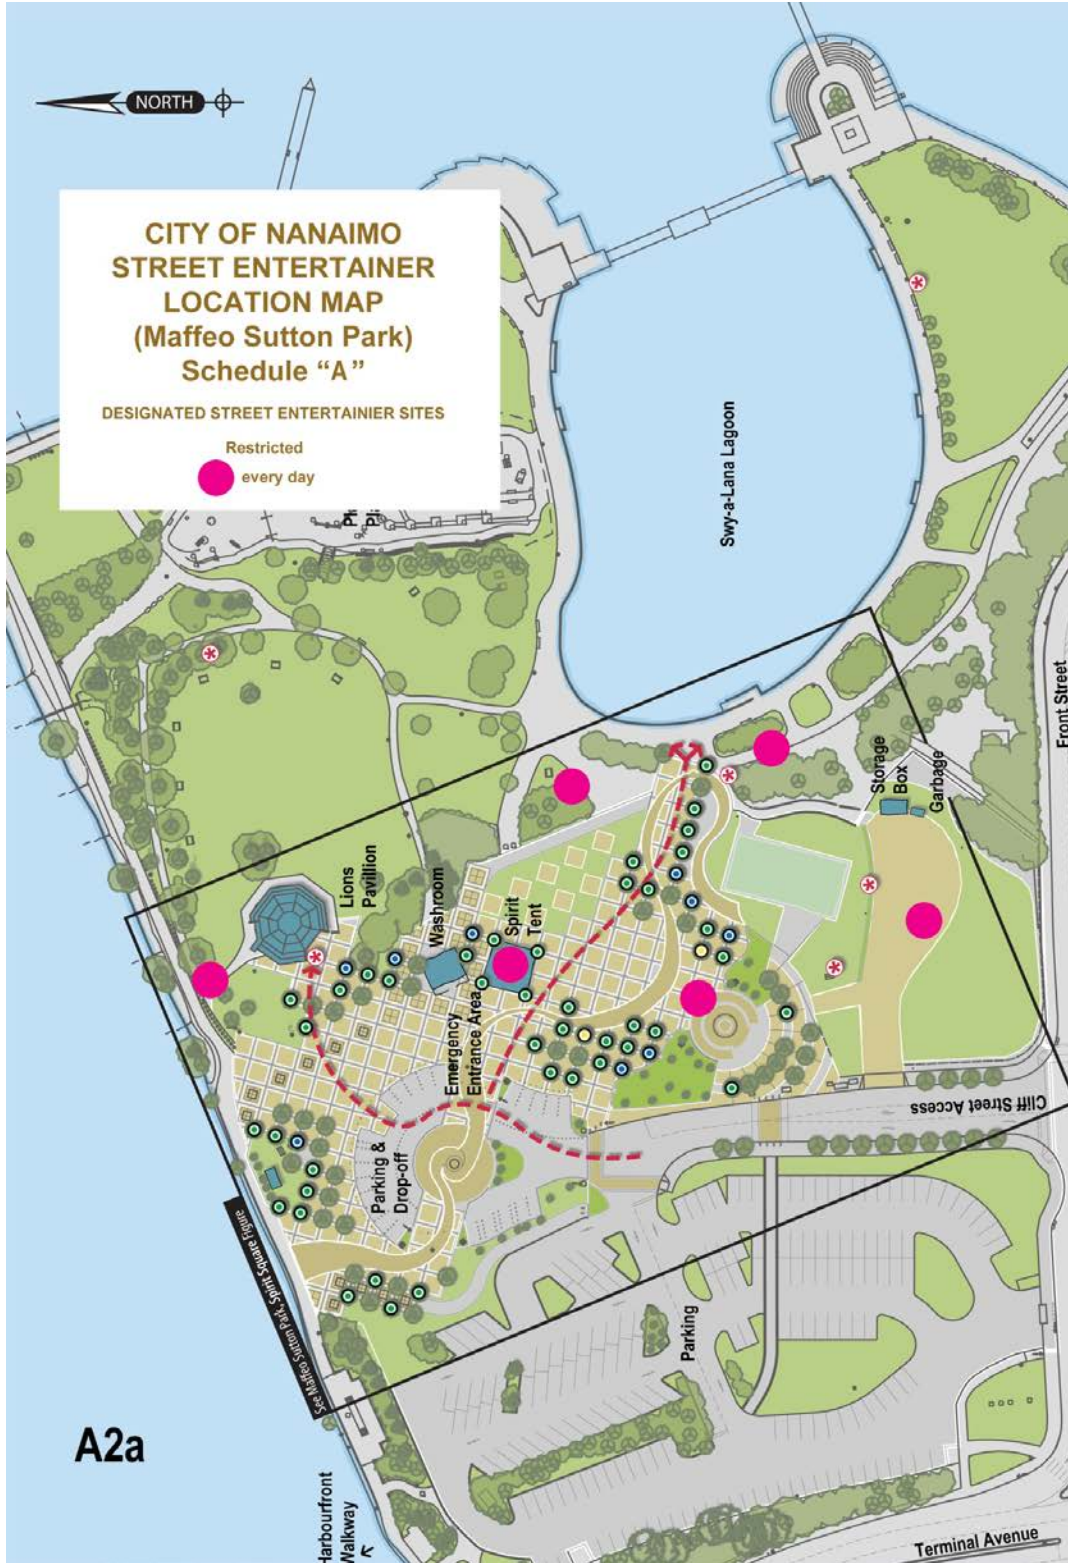 NORTH
CITY OF NANAIMO
STREET ENTERTAINER
LOCATION MAP
(Maffeo Sutton Park)
Schedule “A”
DESIGNATED STREET ENTERTAINIER SITES
Restricted
every day
Swy-a-Lana Lagoon
Front Street
Storage
Box
Garbage
Lions
Pavillion
Washroom
Spirit
Tent
Emergency
Entrance Area
Parking &
Drop-off
Cliff Street Access
See Maffeo Sutton Park, Spirit Square Figure
Parking
A2a
Harbourfront
Walkway
Terminal Avenue